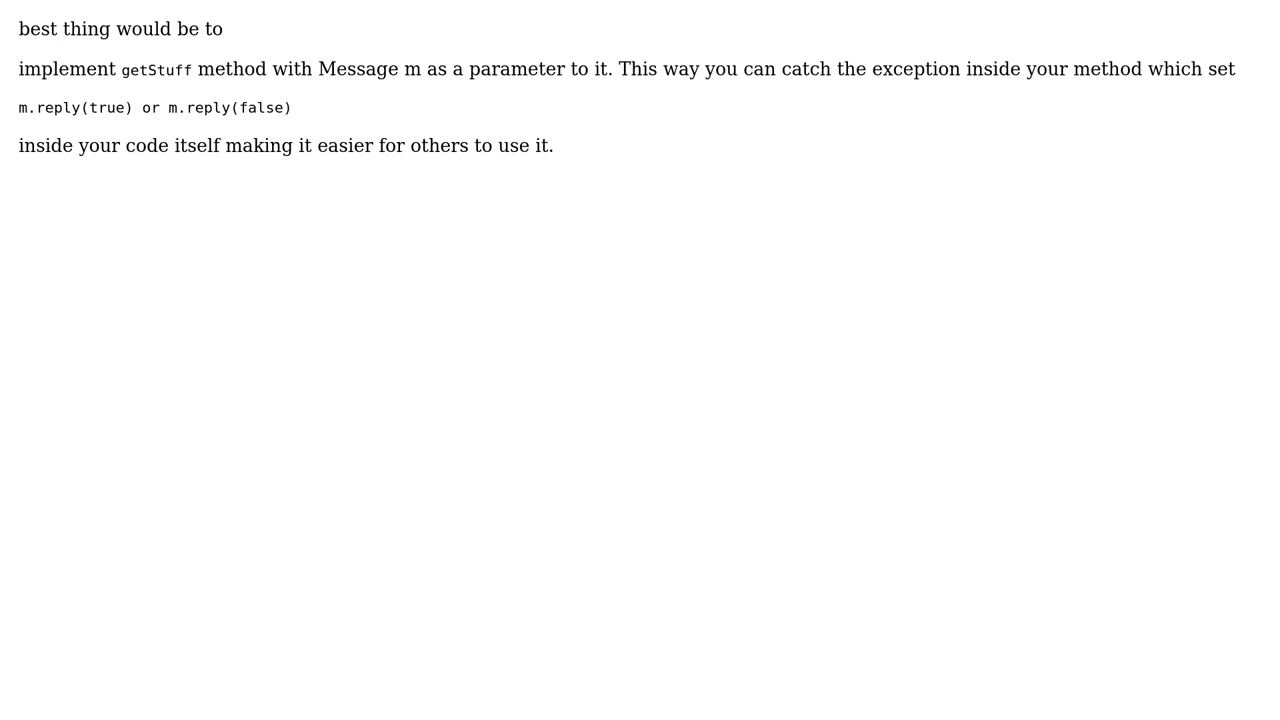 best thing would be to
implement getStuff method with Message m as a parameter to it. This way you can catch the exception inside your method which set
m.reply(true) or m.reply(false)
inside your code itself making it easier for others to use it.